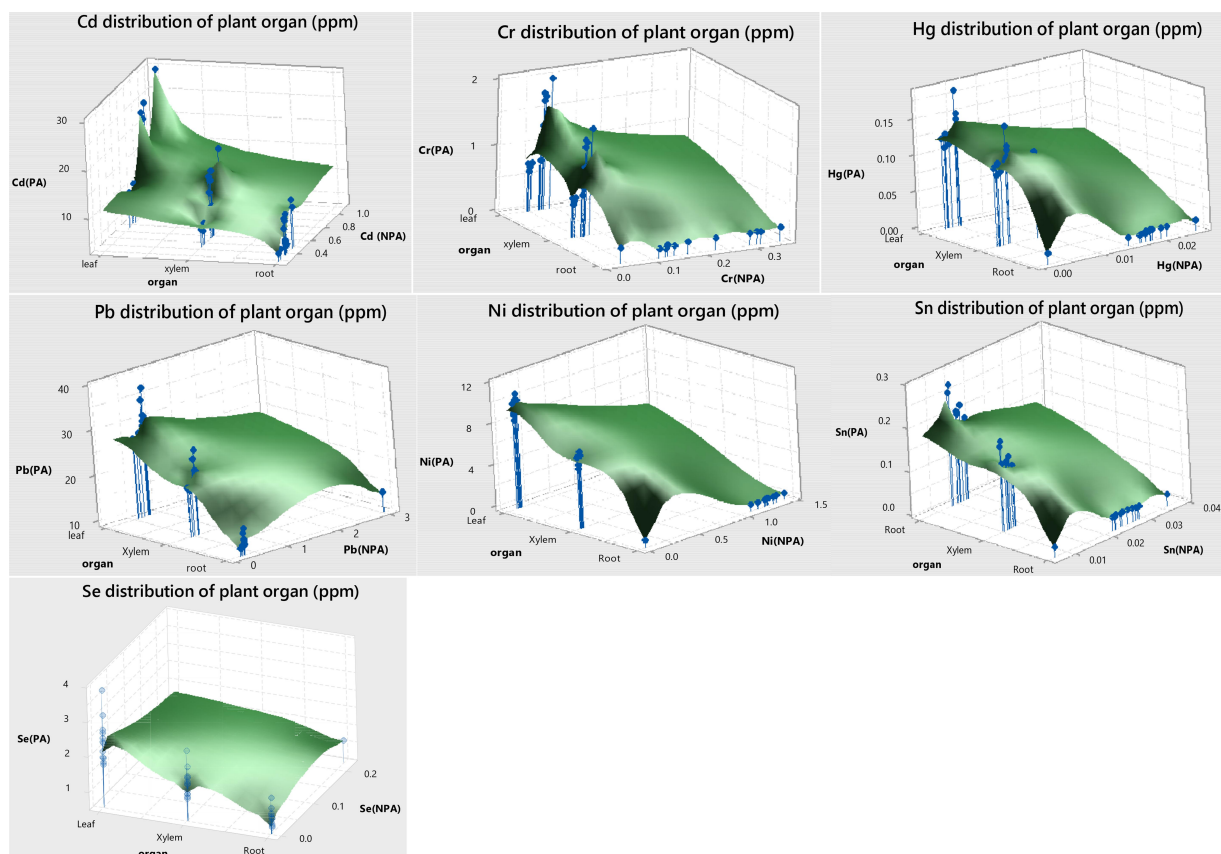 Cd distribution of plant organ (ppm)
30
20
10
Cd(PA)
leaf
xylem
root
organ
0.4
0.6
0.8
1.0
Cd (NPA)
Cr distribution of plant organ (ppm)
2
1
0
Cr(PA)
leaf
xylem
root
organ
0.0
0.1
0.2
0.3
Cr(NPA)
Hg distribution of plant organ (ppm)
0.15
0.10
0.05
0.00
Hg(PA)
Leaf
Xylem
Root
organ
0.00
0.01
0.02
Hg(NPA)
Pb distribution of plant organ (ppm)
40
30
20
10
Pb(PA)
leaf
Xylem
root
organ
0
1
2
3
Pb(NPA)
Ni distribution of plant organ (ppm)
12
8
4
0
Ni(PA)
Leaf
Xylem
Root
organ
0.0
0.5
1.0
1.5
Ni(NPA)
Sn distribution of plant organ (ppm)
0.3
0.2
0.1
0.0
Sn(PA)
Root
Xylem
Root
organ
0.01
0.02
0.03
0.04
Sn(NPA)
Se distribution of plant organ (ppm)
4
3
2
1
Se(PA)
Leaf
Xylem
Root
organ
0.0
0.1
0.2
Se(NPA)